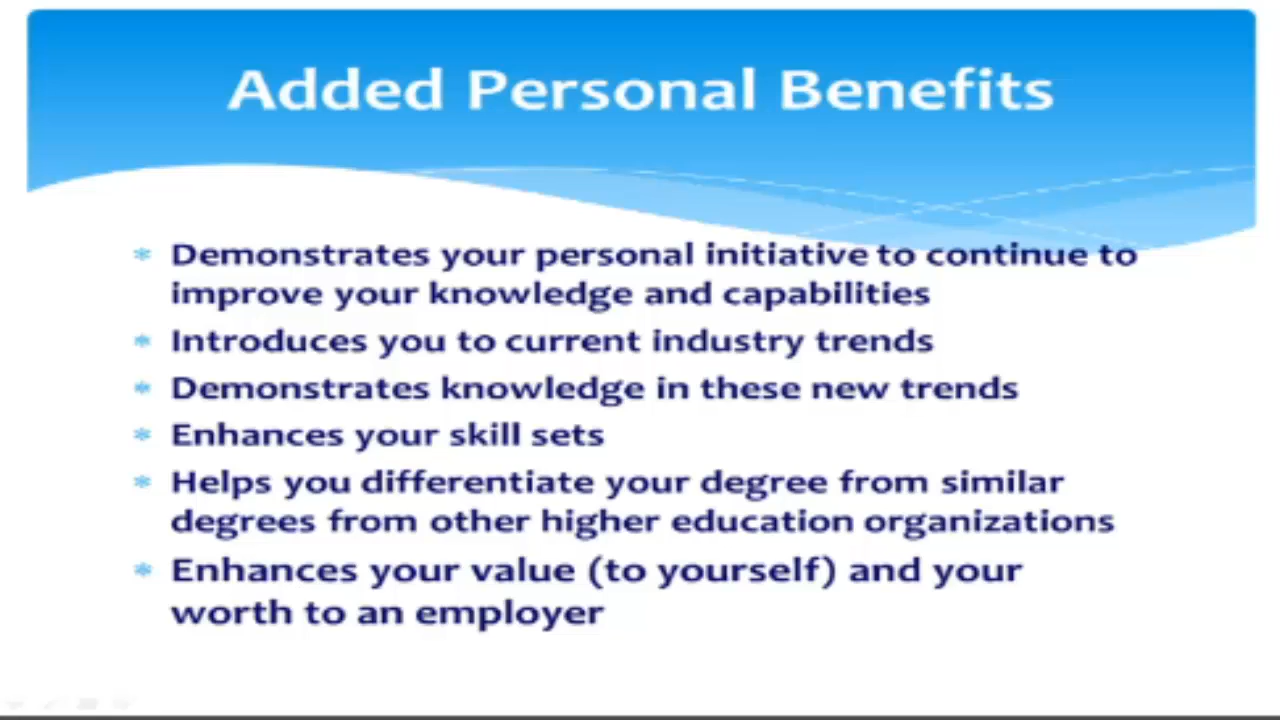 Added Personal Benefits
* Demonstrates your personal initiative to continue to
improve your knowledge and capabilities
* Introduces you to current industry trends
* Demonstrates knowledge in these new trends
* Enhances your skill sets
* Helps you differentiate your degree from similar
degrees from other higher education organizations
* Enhances your value (to yourself) and your
worth to an employer